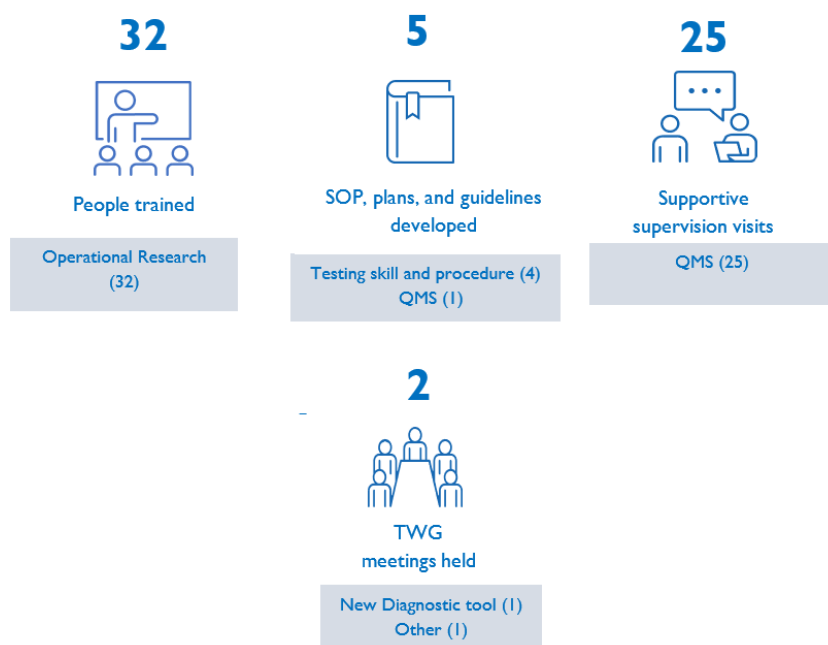 32
People trained
Operational Research
(32)
5
SOP, plans, and guidelines
developed
Testing skill and procedure (4)
QMS (1)
25
Supportive
supervision visits
QMS (25)
2
TWG
meetings held
New Diagnostic tool (1)
Other (1)